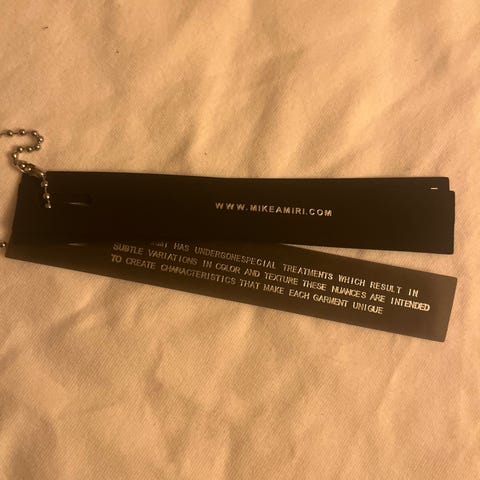 WWW.MIKEAMIRI.COM
HAS UNDERGONESPECIAL TREATMENTS WHICH RESULT IN
SUBTLE VARIATIONS IN COLOR AND TEXTURE THESE NUANCES ARE INTENDED
TO CREATE CHARACTERISTICS THAT MAKE EACH GARMENT UNIQUE